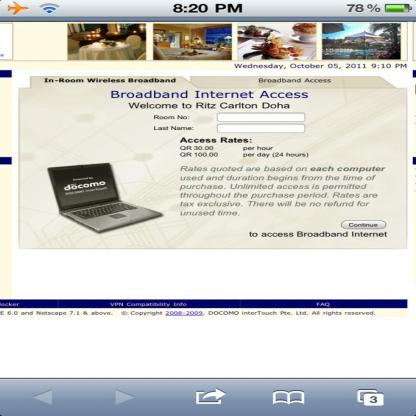 8:20 PM
78 %
Wednesday, October 05, 2011 9:10 PM
In-Room Wireless Broadband
Broadband Access
Broadband Internet Access
Welcome to Ritz Carlton Doha
Room No:
Last Name:
Access Rates:
QR 30.00 per hour
QR 100.00 per day (24 hours)
Rates quoted are based on each computer
used and duration begins from the time of
purchase. Unlimited access is permitted
throughout the purchase period. Rates are
tax exclusive. There will be no refund for
unused time.
Powered by
döcomo
Continue
to access Broadband Internet
locker
VPN Compatibility Info
FAQ
E 6.0 and Netscape 7.1 & above. © Copyright 2008-2009. DOCOMO interTouch Pte. Ltd. All rights reserved.
3